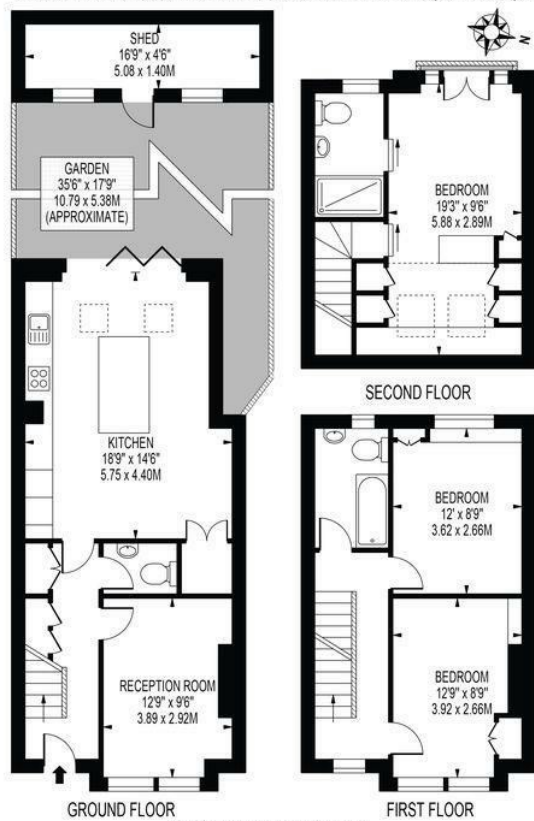 SHED
16'9" x 4'6"
5.08 x 1.40M
GARDEN
35'6" x 17'9"
10.79 x 5.38M
(APPROXIMATE)
KITCHEN
18'9" x 14'6"
5.75 x 4.40M
RECEPTION ROOM
12'9" x 9'6"
3.89 x 2.92M
GROUND FLOOR
N
BEDROOM
19'3" x 9'6"
5.88 x 2.89M
SECOND FLOOR
BEDROOM
12' x 8'9"
3.62 x 2.66M
BEDROOM
12'9" x 8'9"
3.92 x 2.66M
FIRST FLOOR